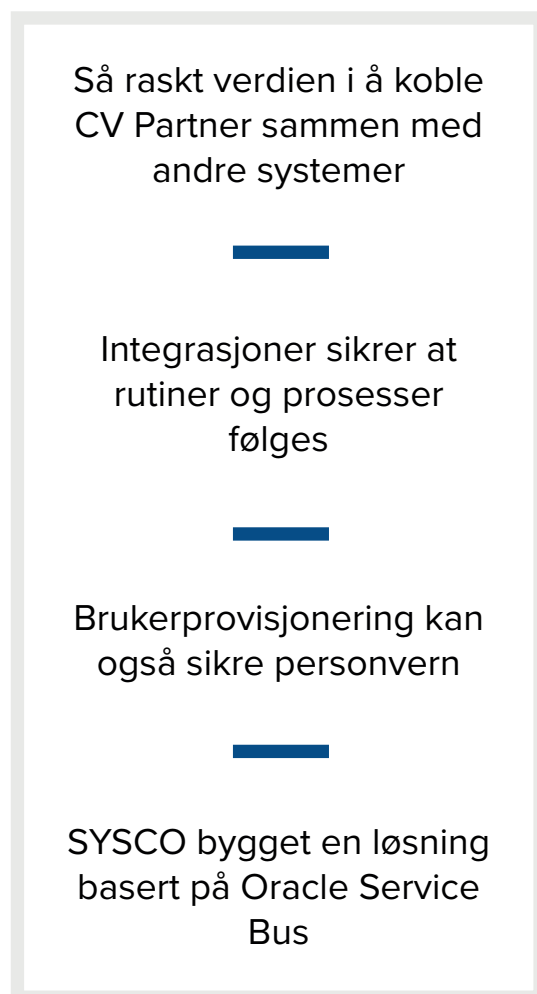 Så raskt verdien i å koble
CV Partner sammen med
andre systemer
Integrasjoner sikrer at
rutiner og prosesser
følges
Brukerprovisjonering kan
også sikre personvern
SYSCO bygget en løsning
basert på Oracle Service
Bus